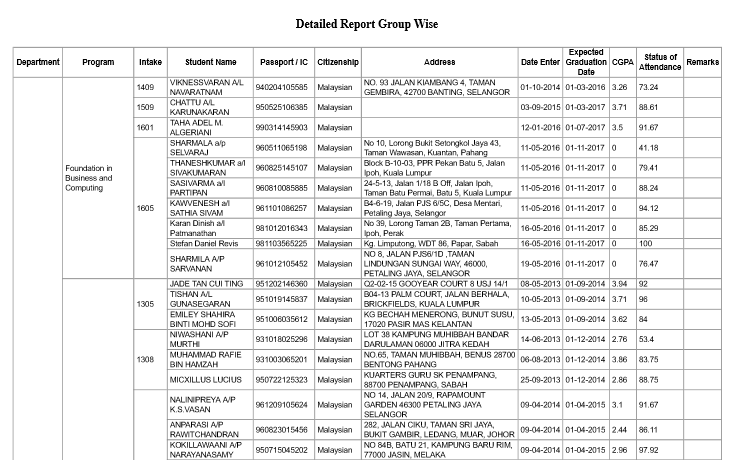 Detailed Report Group Wise
Department Program Intake Student Name Passport / IC Citizenship Address Date Enter Expected Graduation Date CGPA Status of Attendance Remarks
Foundation in
Business and
Computing
1409 VIKNESSVARAN A/L NAVARATNAM 940204105585 Malaysian NO. 93 JALAN KIAMBANG 4, TAMAN GEMBIRA, 42700 BANTING, SELANGOR 01-10-2014 01-03-2016 3.26 73.24
1509 CHATTU A/L KARUNAKARAN 950525106385 Malaysian 03-09-2015 01-03-2017 3.71 88.61
1601 TAHA ADEL M. ALGERIANI 990314145903 Malaysian 12-01-2016 01-07-2017 3.5 91.67
1605 SHARMALA a/p SELVARAJ 960511065198 Malaysian No 10, Lorong Bukit Setongkol Jaya 43, Taman Wawasan, Kuantan, Pahang 11-05-2016 01-11-2017 0 41.18
THANESHKUMAR a/l SIVAKUMARAN 960825145107 Malaysian Block B-10-03, PPR Pekan Batu 5, Jalan Ipoh, Kuala Lumpur 11-05-2016 01-11-2017 0 79.41
SASIVARMA a/l PARTIPAN 960810085885 Malaysian 24-5-13, Jalan 1/18 B Off, Jalan Ipoh, Taman Batu Permai, Batu 5, Kuala Lumpur 11-05-2016 01-11-2017 0 88.24
KAWVENESH a/l SATHIA SIVAM 961101086257 Malaysian B4-6-19, Jalan PJS 6/5C, Desa Mentari, Petaling Jaya, Selangor 11-05-2016 01-11-2017 0 94.12
Karan Dinish a/l Patmanathan 981012016343 Malaysian No 39, Lorong Taman 2B, Taman Pertama, Ipoh, Perak 16-05-2016 01-11-2017 0 85.29
Stefan Daniel Revis 981103565225 Malaysian Kg. Limputong, WDT 86, Papar, Sabah 16-05-2016 01-11-2017 0 100
SHARMILA A/P SARVANAN 961012105452 Malaysian NO 8, JALAN PJS6/1D ,TAMAN LINDUNGAN SUNGAI WAY, 46000, PETALING JAYA, SELANGOR 19-05-2016 01-11-2017 0 76.47
1305 JADE TAN CUI TING 951202146360 Malaysian Q2-02-15 GOOYEAR COURT 8 USJ 14/1 08-05-2013 01-09-2014 3.94 92
TISHAN A/L GUNASEGARAN 951019145837 Malaysian B04-13 PALM COURT, JALAN BERHALA, BRICKFIELDS, KUALA LUMPUR 10-05-2013 01-09-2014 3.71 96
EMILEY SHAHIRA BINTI MOHD SOFI 951006035612 Malaysian KG BECHAH MENERONG, BUNUT SUSU, 17020 PASIR MAS KELANTAN 10-05-2013 01-09-2014 3.62 84
1308 NIWASHANI A/P MURTHI 931018025296 Malaysian LOT 38 KAMPUNG MUHIBBAH BANDAR DARULAMAN 06000 JITRA KEDAH 14-06-2013 01-12-2014 2.76 53.4
MUHAMMAD RAFIE BIN HAMZAH 931003065201 Malaysian NO.65, TAMAN MUHIBBAH, BENUS 28700 BENTONG PAHANG 06-08-2013 01-12-2014 3.86 83.75
MICXILLUS LUCIUS 950722125323 Malaysian KUARTERS GURU SK PENAMPANG, 88700 PENAMPANG, SABAH 25-09-2013 01-12-2014 2.86 88.75
NALINIPREYA A/P K.S.VASAN 961209105624 Malaysian NO 14, JALAN 20/9, RAPAMOUNT GARDEN 46300 PETALING JAYA SELANGOR 09-04-2014 01-04-2015 3.1 91.67
ANPARASI A/P RAWITCHANDRAN 960823015456 Malaysian 282, JALAN CIKU, TAMAN SRI JAYA, BUKIT GAMBIR, LEDANG, MUAR, JOHOR 09-04-2014 01-04-2015 2.44 86.11
KOKILLAWAANI A/P NARAYANASAMY 950715045202 Malaysian NO 84B, BATU 21, KAMPUNG BARU RIM, 77000 JASIN, MELAKA 09-04-2014 01-04-2015 2.96 97.92